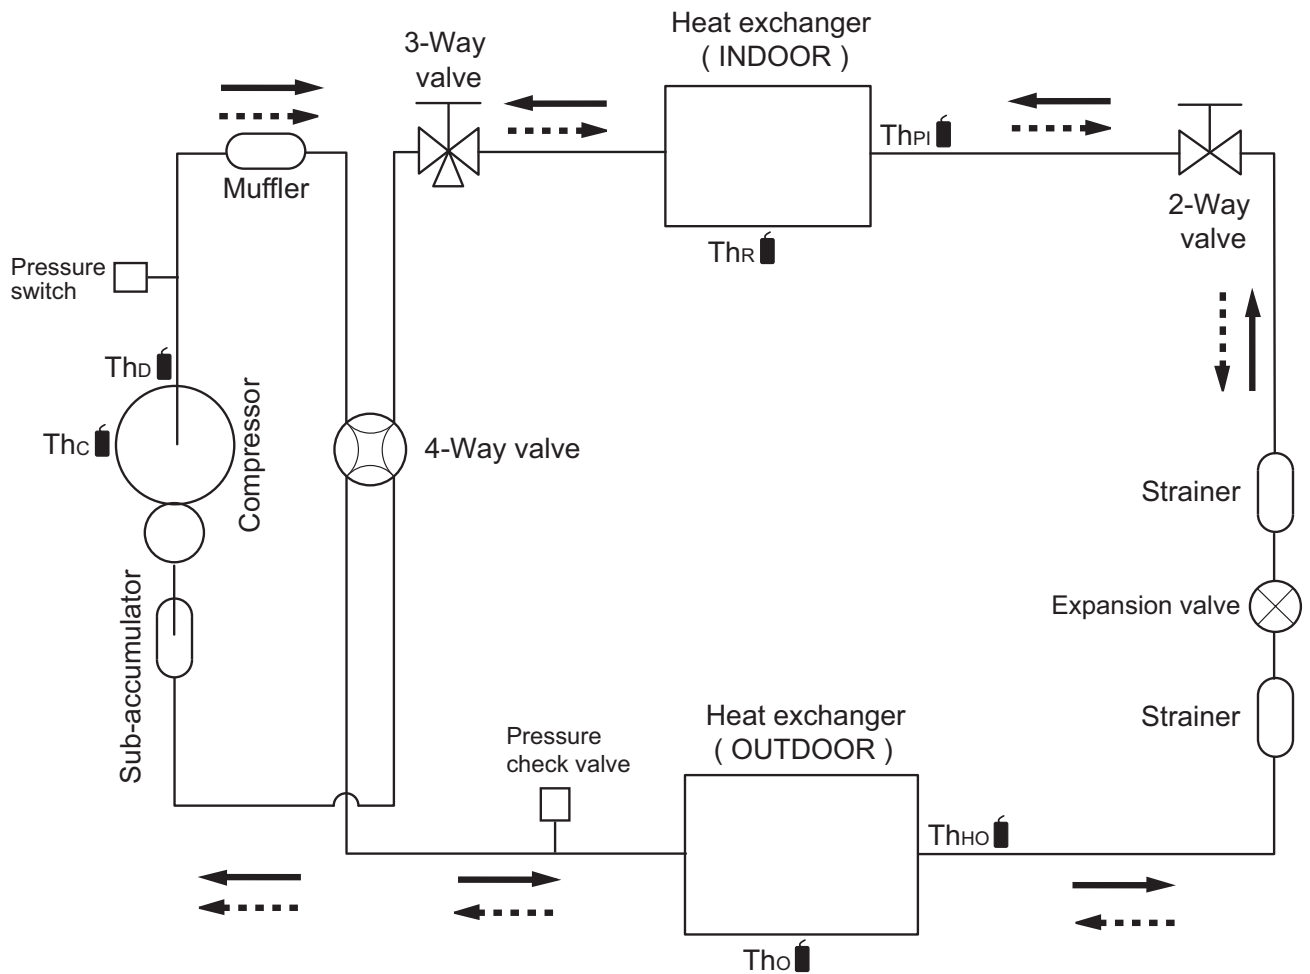 Heat exchanger
( INDOOR )
3-Way
valve
ThPI
Muffler
2-Way
valve
ThR
Pressure
switch
ThD
ThC
Compressor
4-Way valve
Strainer
Expansion valve
Sub-accumulator
Strainer
Heat exchanger
( OUTDOOR )
Pressure
check valve
ThHO
ThO